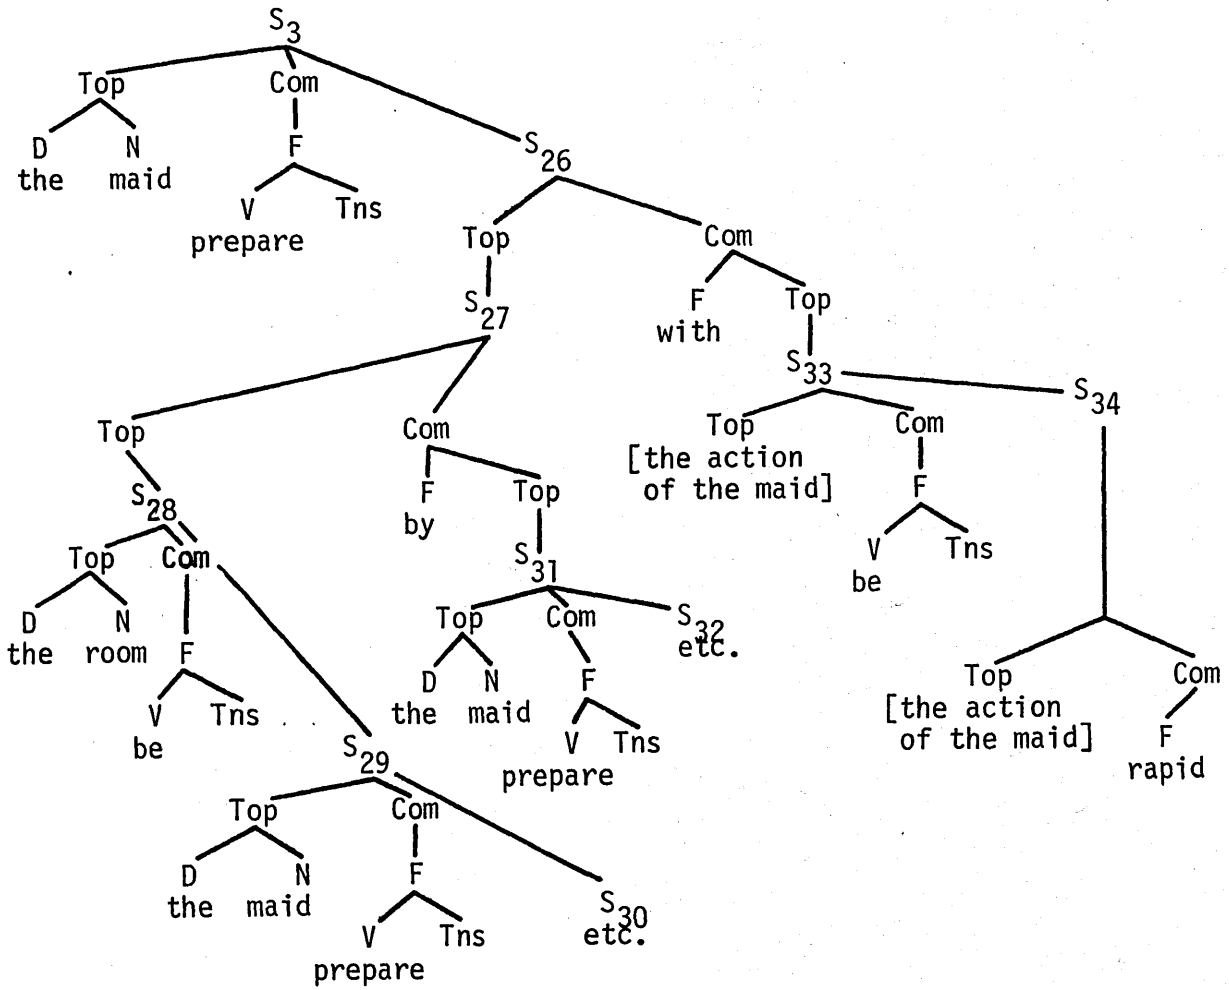 S3
Top Com
D N F S26
the maid
V Tns
prepare
Top Com
S27 F Top
with
S33 S34
Top Com Top Com
[the action
of the maid]
S28 F Top F
by
Top Com S31 V Tns
be
D N Top Com S32
the room F etc.
V Tns D N F Top Com
be the maid [the action
of the maid] F
S29 V Tns rapid
prepare
Top Com
D N F
the maid S30
V Tns etc.
prepare